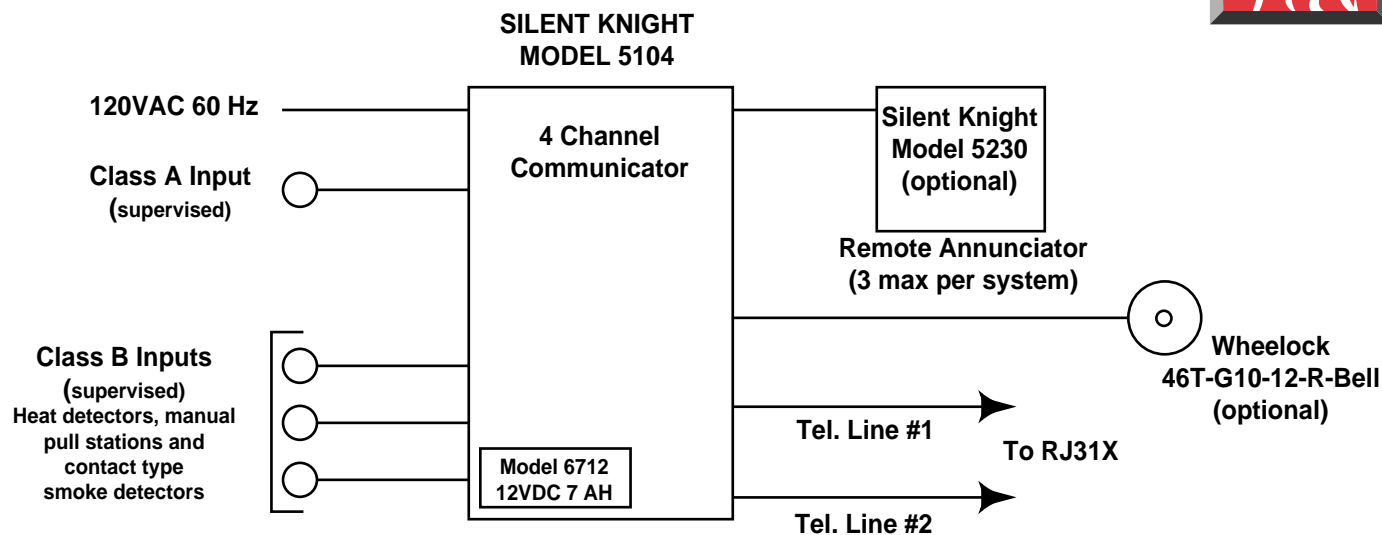 SILENT KNIGHT
MODEL 5104
120VAC 60 Hz
Class A Input
(supervised)
4 Channel
Communicator
Silent Knight
Model 5230
(optional)
Remote Annunciator
(3 max per system)
Class B Inputs
(supervised)
Heat detectors, manual
pull stations and
contact type
smoke detectors
Model 6712
12VDC 7 AH
Wheelock
46T-G10-12-R-Bell
(optional)
Tel. Line #1
To RJ31X
Tel. Line #2